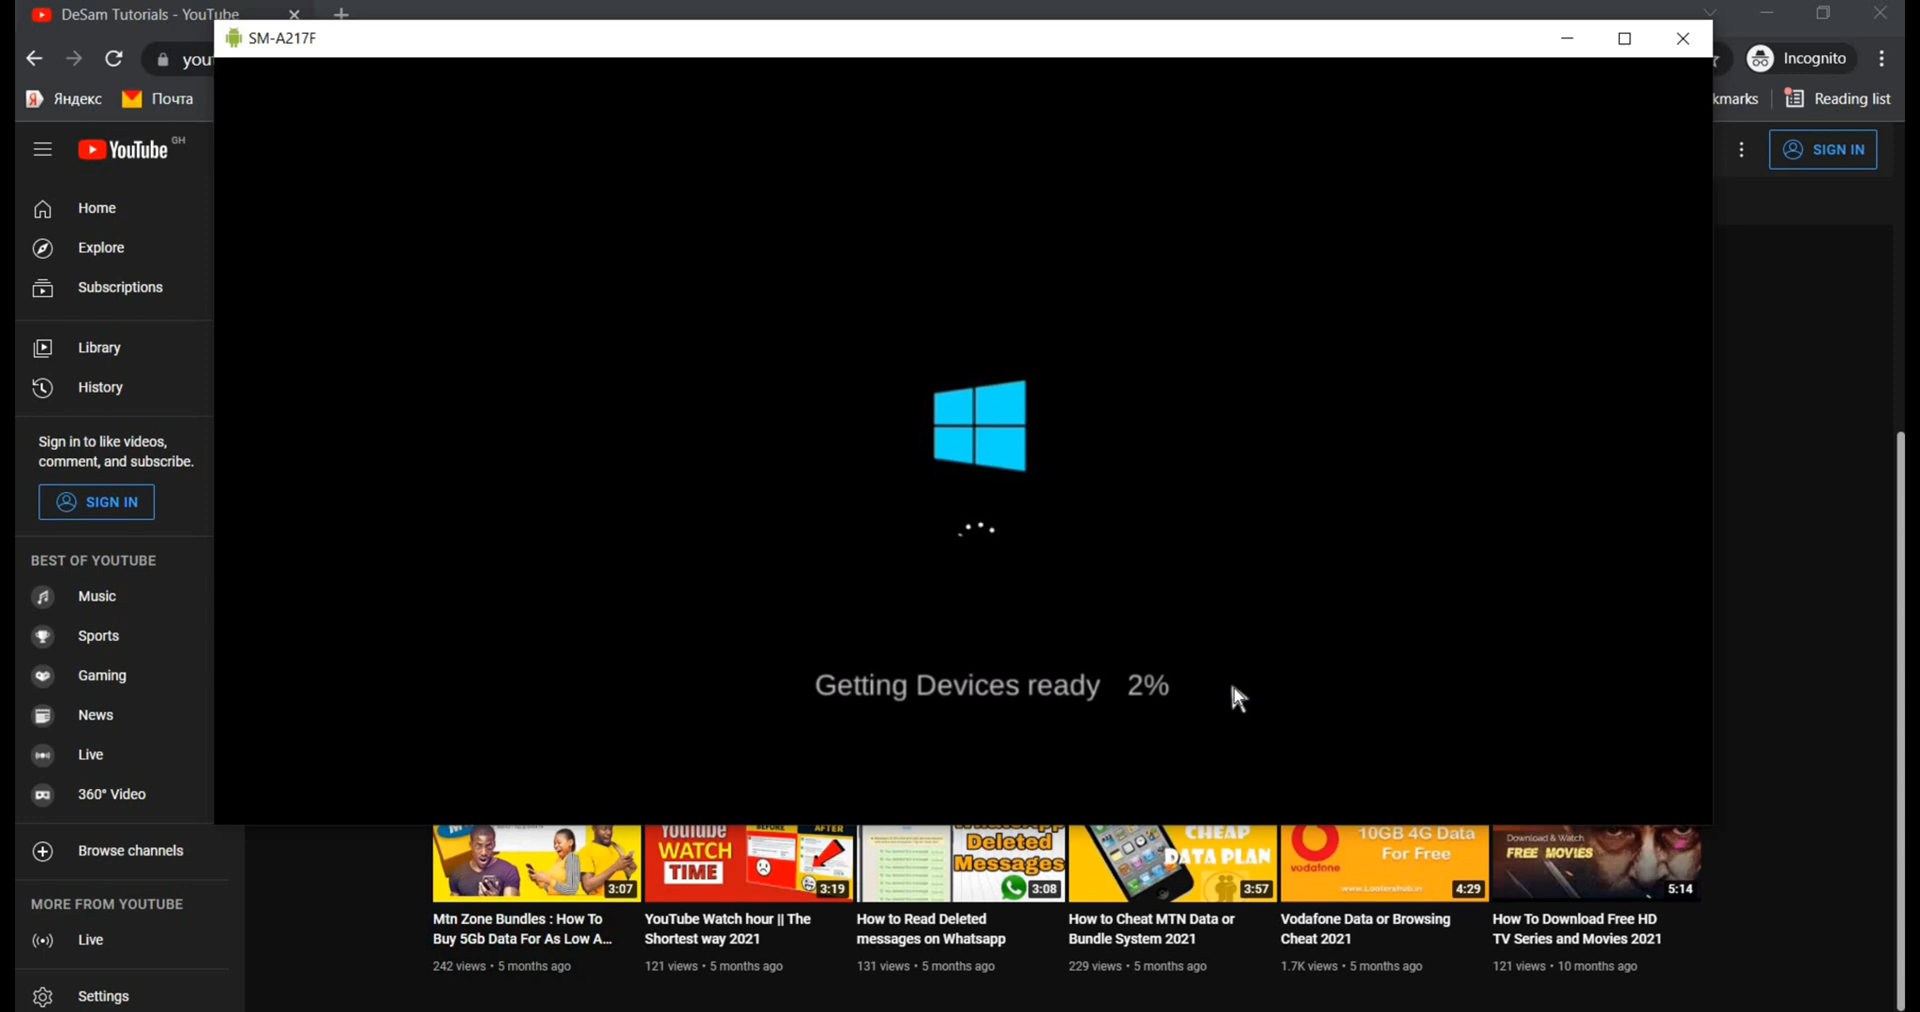 DeSam Tutorials - YouTube
SM-A217F
you
Incognito
Яндекс
Почта
kmarks
Reading list
YouTube GH
SIGN IN
Home
Explore
Subscriptions
Library
History
Sign in to like videos,
comment, and subscribe.
SIGN IN
BEST OF YOUTUBE
Music
Sports
Gaming
News
Live
360° Video
Browse channels
MORE FROM YOUTUBE
Live
Settings
Getting Devices ready 2%
3:07
Mtn Zone Bundles : How To
Buy 5Gb Data For As Low A...
242 views • 5 months ago
YouTube
WATCH
TIME
BEFORE
AFTER
3:19
YouTube Watch hour || The
Shortest way 2021
121 views • 5 months ago
WhatsApp
Deleted
Messages
3:08
How to Read Deleted
messages on Whatsapp
131 views • 5 months ago
CHEAP
DATA PLAN
3:57
How to Cheat MTN Data or
Bundle System 2021
229 views • 5 months ago
10GB 4G Data
For Free
vodafone
www.Lootershub.in
4:29
Vodafone Data or Browsing
Cheat 2021
1.7K views • 5 months ago
Download & Watch
FREE MOVIES
5:14
How To Download Free HD
TV Series and Movies 2021
121 views • 10 months ago